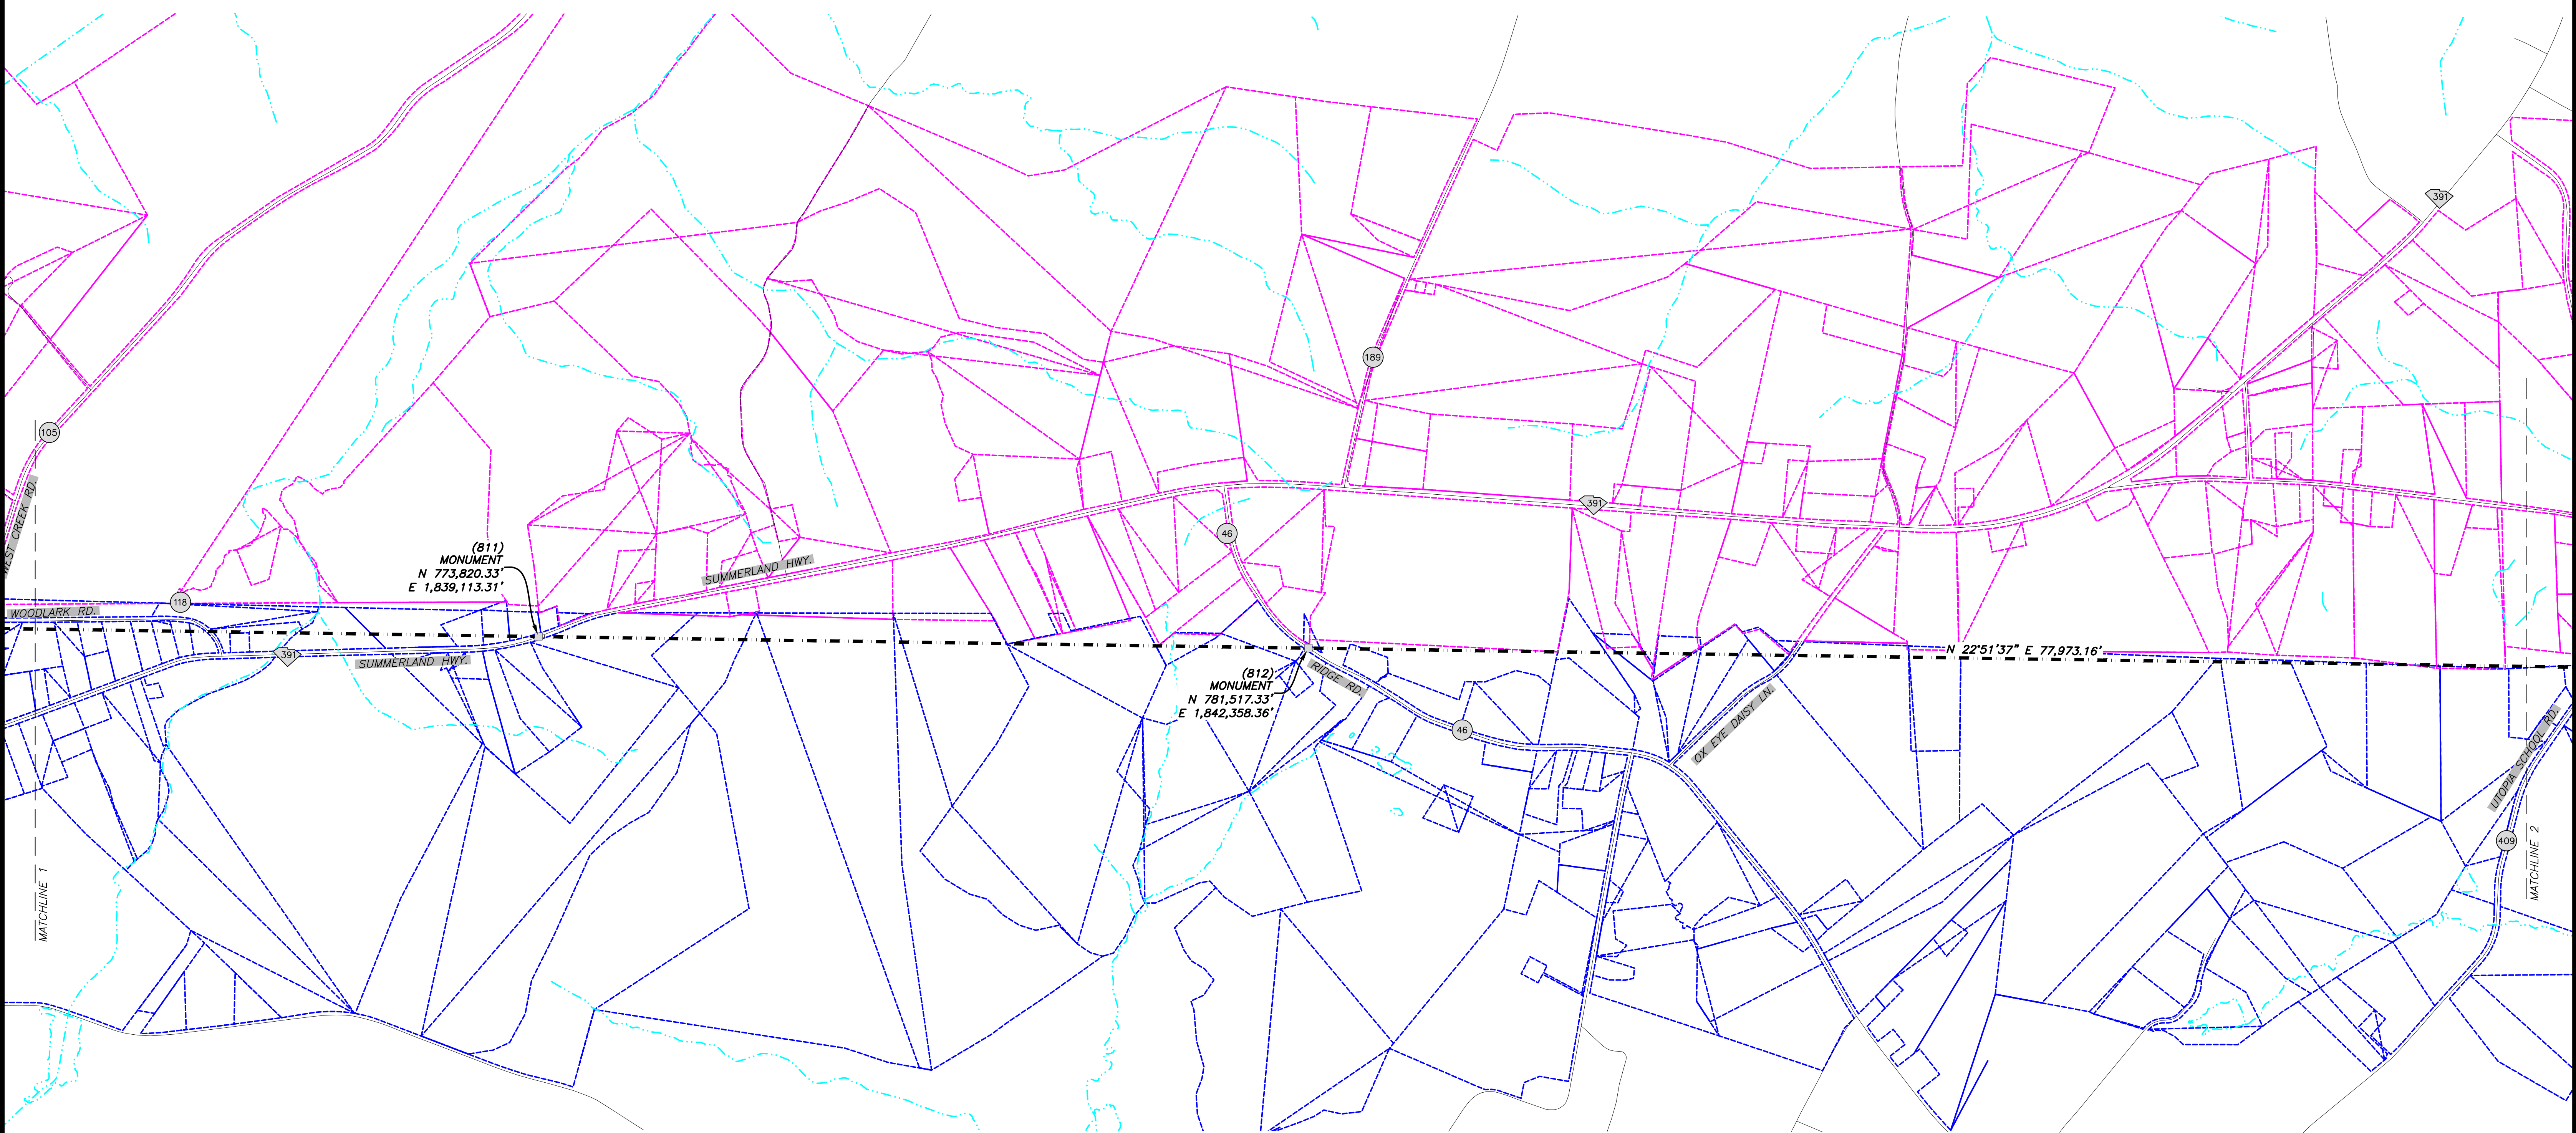 391
189
105
WEST CREEK RD.
391
46
(811)
MONUMENT
N 773,820.33'
E 1,839,113.31'
SUMMERLAND HWY.
118
WOODLARK RD.
391
SUMMERLAND HWY.
(812)
MONUMENT
N 781,517.33'
E 1,842,358.36'
RIDGE RD.
46
OX EYE DAISY LN.
N 22°51'37" E 77,973.16'
UTOPIA SCHOOL RD.
409
MATCHLINE 1
MATCHLINE 2